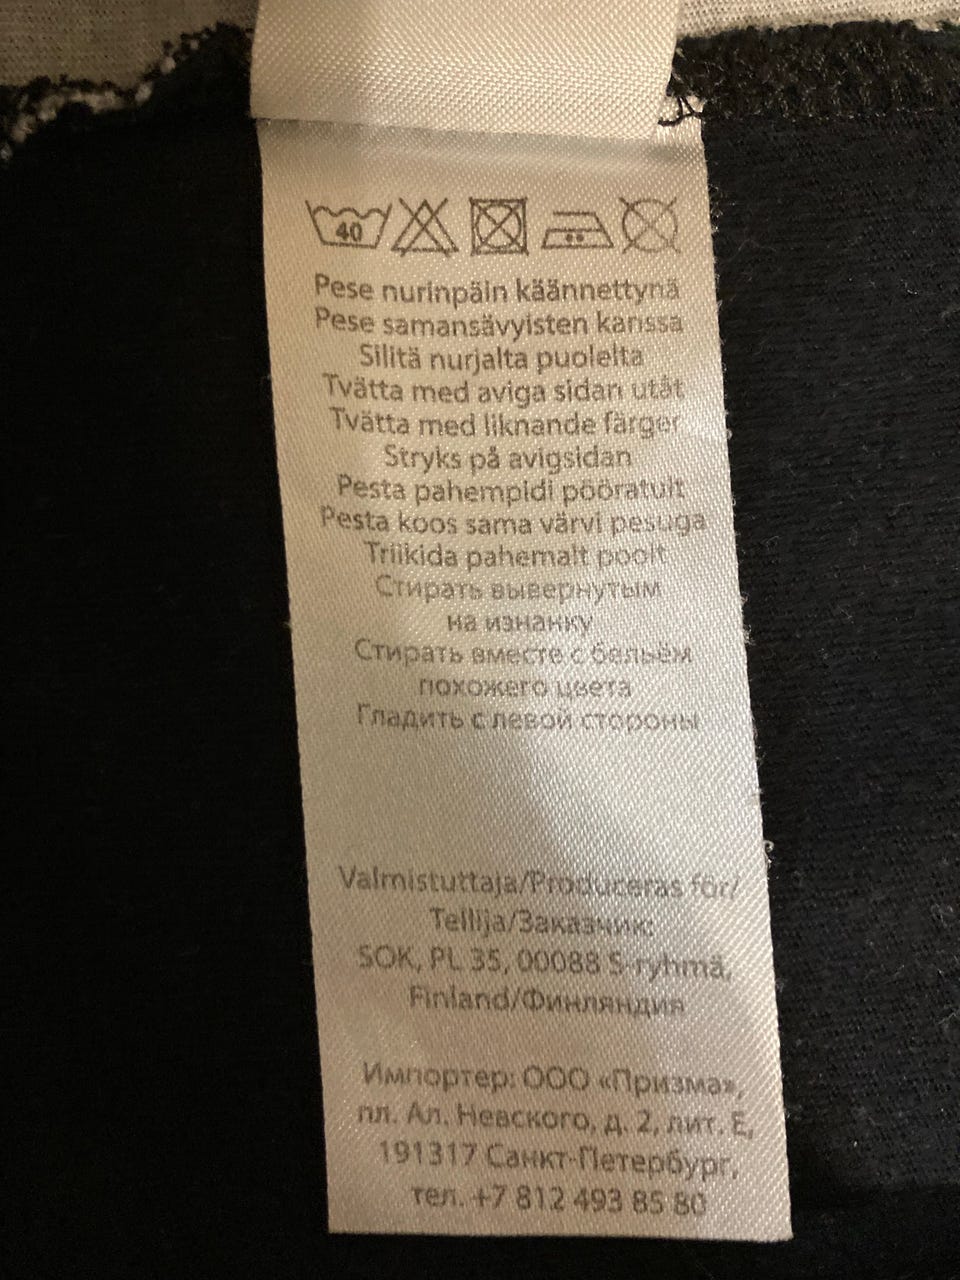 40
Pese nurinpäin käännettynä
Pese samansävyisten kanssa
Silitä nurjalta puolelta
Tvätta med aviga sidan utåt
Tvätta med liknande färger
Stryks på avigsidan
Pesta pahempidi pööratult
Pesta koos sama värvi pesuga
Triikida pahemalt poolt
Стирать вывернутым
на изнанку
Стирать вместе с бельём
похожего цвета
Гладить с левой стороны
Valmistuttaja/Produceras för/
Tellija/Заказчик:
SOK, PL 35, 00088 S-ryhmä,
Finland/Финляндия
Импортер: ООО «Призма»,
пл. Ал. Невского, д. 2, лит. Е,
191317 Санкт-Петербург,
тел. +7 812 493 85 80